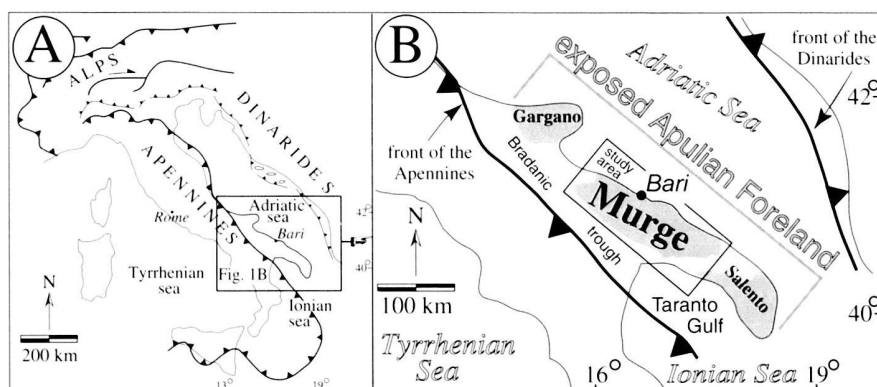 A
ALPS
DINARIDES
APENNINES
Rome
Adriatic
sea
Bari
42°
40°
Fig. 1B
Tyrrhenian
sea
Ionian
sea
N
200 km
13°
19°
B
exposed Apulian Foreland
Adriatic Sea
front of the
Dinarides
42°
Gargano
front of the
Apennines
Bradanic
trough
study
area
Bari
Murge
Salento
N
100 km
Taranto
Gulf
40°
Tyrrhenian
Sea
16°
Ionian Sea
19°